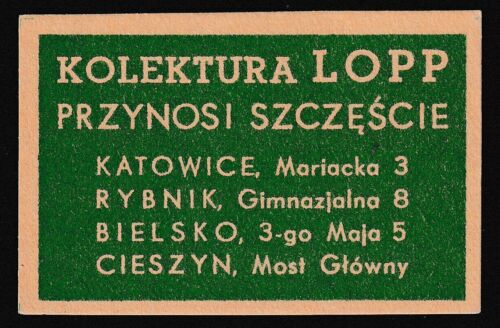 KOLEKTURA LOPP
PRZYNOSI SZCZĘŚCIE
KATOWICE, Mariacka 3
RYBNIK, Gimnazjalna 8
BIELSKO, 3-go Maja 5
CIESZYN, Most Główny